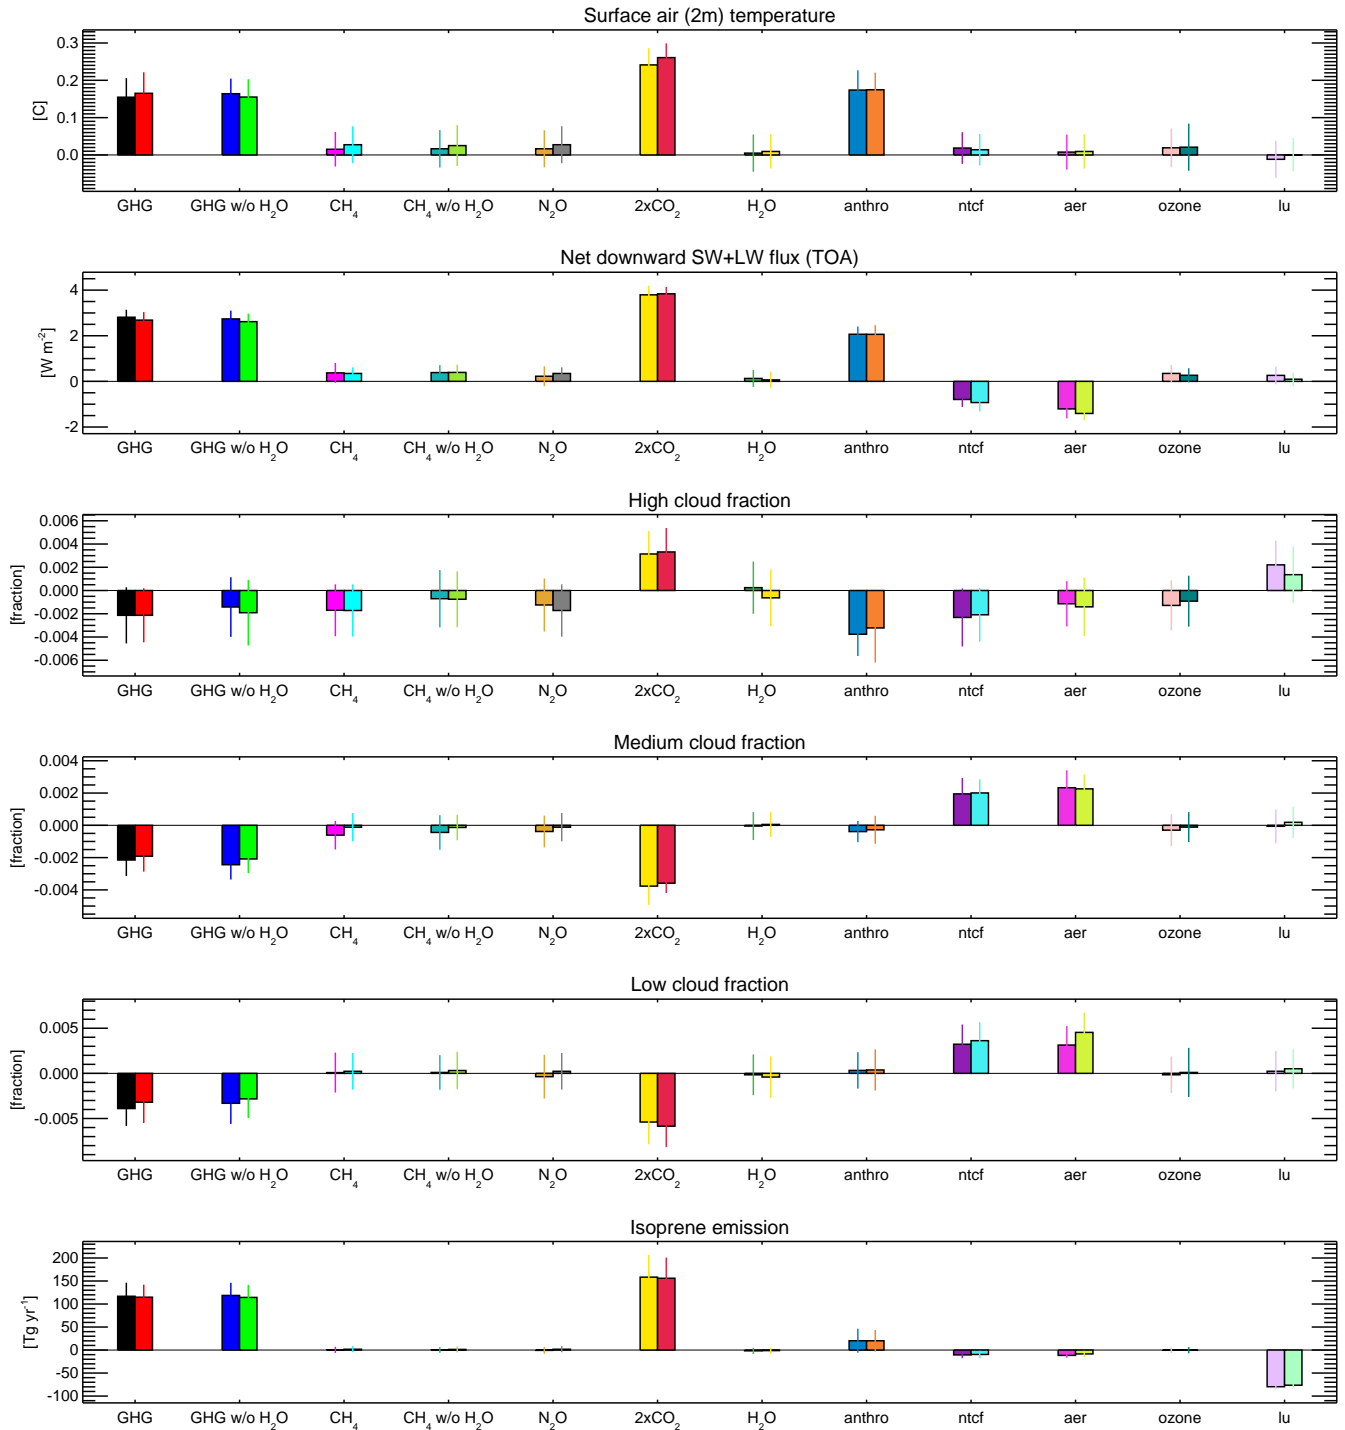 Surface air (2m) temperature
[C]
0.3
0.2
0.1
0.0
GHG GHG w/o H₂O CH₄ CH₄ w/o H₂O N₂O 2xCO₂ H₂O anthro ntcf aer ozone lu
Net downward SW+LW flux (TOA)
[W m⁻²]
4
2
0
-2
GHG GHG w/o H₂O CH₄ CH₄ w/o H₂O N₂O 2xCO₂ H₂O anthro ntcf aer ozone lu
High cloud fraction
[fraction]
0.006
0.004
0.002
0.000
-0.002
-0.004
-0.006
GHG GHG w/o H₂O CH₄ CH₄ w/o H₂O N₂O 2xCO₂ H₂O anthro ntcf aer ozone lu
Medium cloud fraction
[fraction]
0.004
0.002
0.000
-0.002
-0.004
GHG GHG w/o H₂O CH₄ CH₄ w/o H₂O N₂O 2xCO₂ H₂O anthro ntcf aer ozone lu
Low cloud fraction
[fraction]
0.005
0.000
-0.005
GHG GHG w/o H₂O CH₄ CH₄ w/o H₂O N₂O 2xCO₂ H₂O anthro ntcf aer ozone lu
Isoprene emission
[Tg yr⁻¹]
200
150
100
50
0
-50
-100
GHG GHG w/o H₂O CH₄ CH₄ w/o H₂O N₂O 2xCO₂ H₂O anthro ntcf aer ozone lu